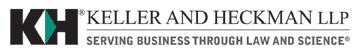 KH® KELLER AND HECKMAN LLP
SERVING BUSINESS THROUGH LAW AND SCIENCE®